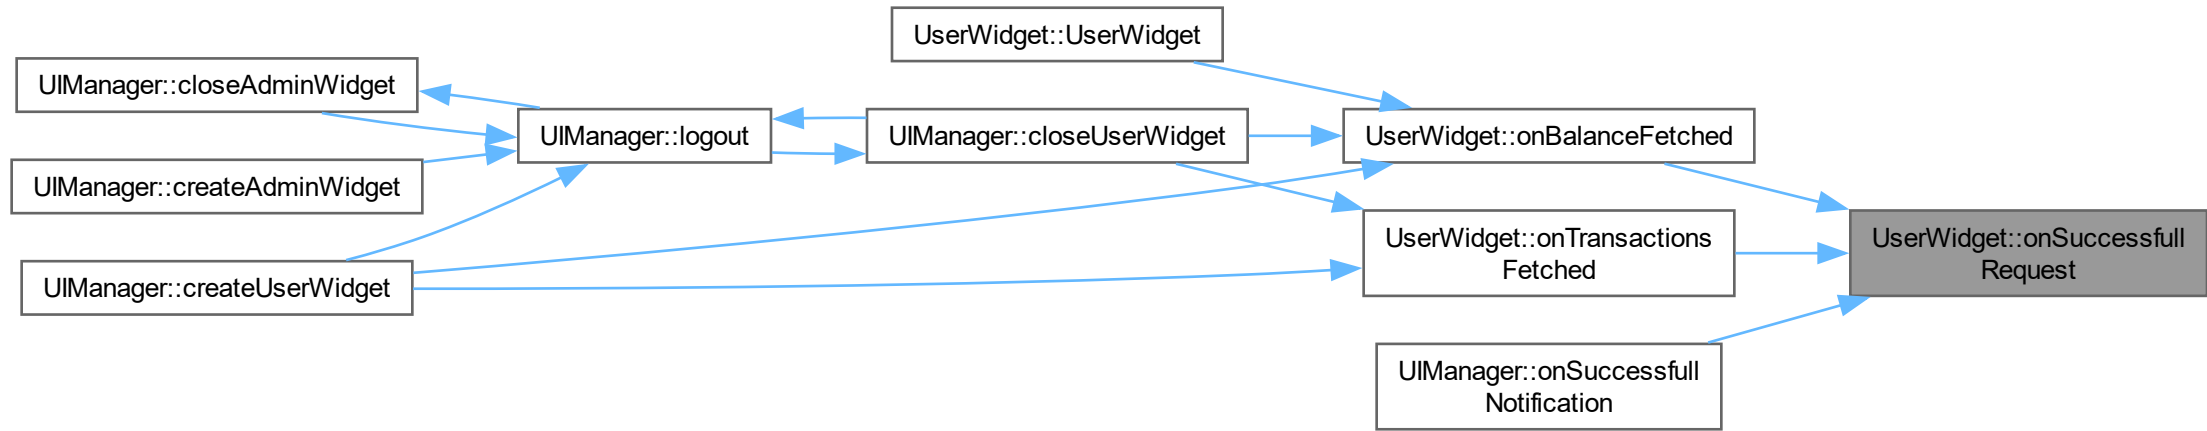 UserWidget::UserWidget
UIManager::closeAdminWidget
UIManager::logout
UIManager::closeUserWidget
UserWidget::onBalanceFetched
UIManager::createAdminWidget
UserWidget::onTransactions
Fetched
UserWidget::onSuccessfull
Request
UIManager::createUserWidget
UIManager::onSuccessfull
Notification